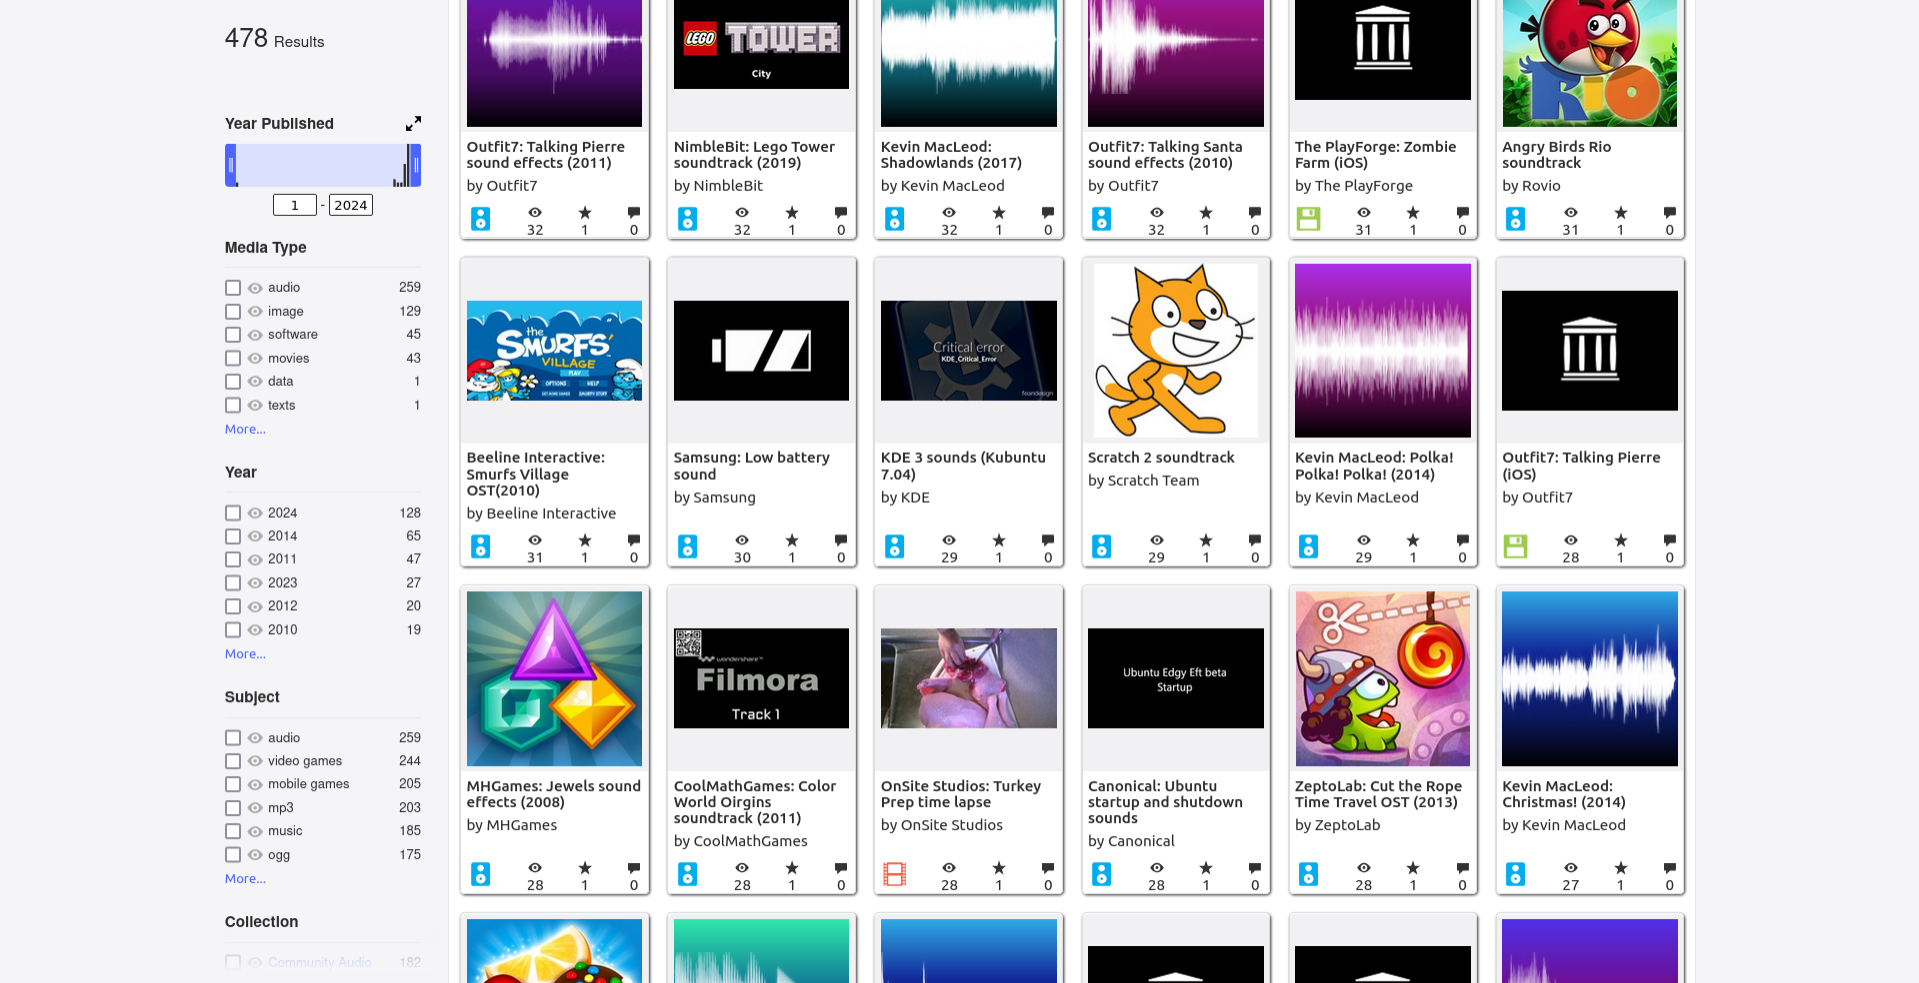 478 Results
Year Published
1 - 2024
Media Type
audio 259
image 129
software 45
movies 43
data 1
texts 1
More...
Year
2024 128
2014 65
2011 47
2023 27
2012 20
2010 19
More...
Subject
audio 259
video games 244
mobile games 205
mp3 203
music 185
ogg 175
More...
Collection
Community Audio 182
Outfit7: Talking Pierre
sound effects (2011)
by Outfit7
32 1 0
LEGO TOWER
City
NimbleBit: Lego Tower
soundtrack (2019)
by NimbleBit
32 1 0
Kevin MacLeod:
Shadowlands (2017)
by Kevin MacLeod
32 1 0
Outfit7: Talking Santa
sound effects (2010)
by Outfit7
32 1 0
The PlayForge: Zombie
Farm (iOS)
by The PlayForge
31 1 0
RiO
Angry Birds Rio
soundtrack
by Rovio
31 1 0
the
SMURFS'
VILLAGE
PLAY
OPTIONS HELP
GET MORE GAMES SMURFY STUFF
Beeline Interactive:
Smurfs Village
OST(2010)
by Beeline Interactive
31 1 0
Samsung: Low battery
sound
by Samsung
30 1 0
Critical error
KDE_Critical_Error
feandesign
KDE 3 sounds (Kubuntu
7.04)
by KDE
29 1 0
Scratch 2 soundtrack
by Scratch Team
29 1 0
Kevin MacLeod: Polka!
Polka! Polka! (2014)
by Kevin MacLeod
29 1 0
Outfit7: Talking Pierre
(iOS)
by Outfit7
28 1 0
MHGames: Jewels sound
effects (2008)
by MHGames
28 1 0
wondershare™
Filmora
Track 1
CoolMathGames: Color
World Oirgins
soundtrack (2011)
by CoolMathGames
28 1 0
OnSite Studios: Turkey
Prep time lapse
by OnSite Studios
28 1 0
Ubuntu Edgy Eft beta
Startup
Canonical: Ubuntu
startup and shutdown
sounds
by Canonical
28 1 0
ZeptoLab: Cut the Rope
Time Travel OST (2013)
by ZeptoLab
28 1 0
Kevin MacLeod:
Christmas! (2014)
by Kevin MacLeod
27 1 0